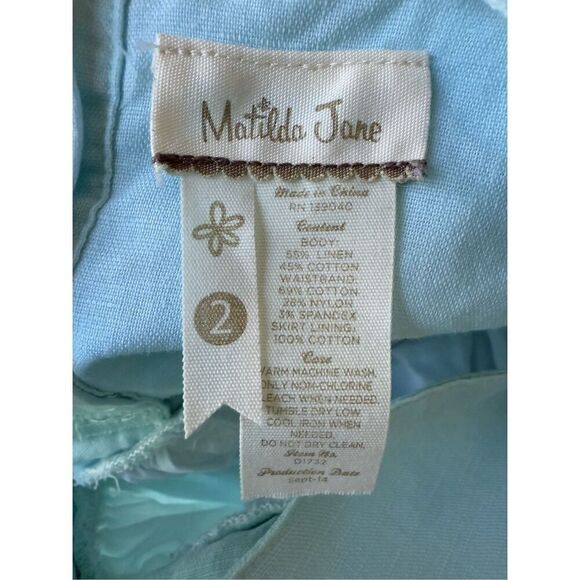 Matilda Jane
Made in China
RN 139040
Content
BODY:
55% LINEN
45% COTTON
WAISTBAND:
69% COTTON
28% NYLON
3% SPANDEX
SKIRT LINING:
100% COTTON
Care
WARM MACHINE WASH.
ONLY NON-CHLORINE
BLEACH WHEN NEEDED.
TUMBLE DRY LOW
COOL IRON WHEN
NEEDED.
DO NOT DRY CLEAN.
Item No.
D1732
Production Date
Sept-14
2